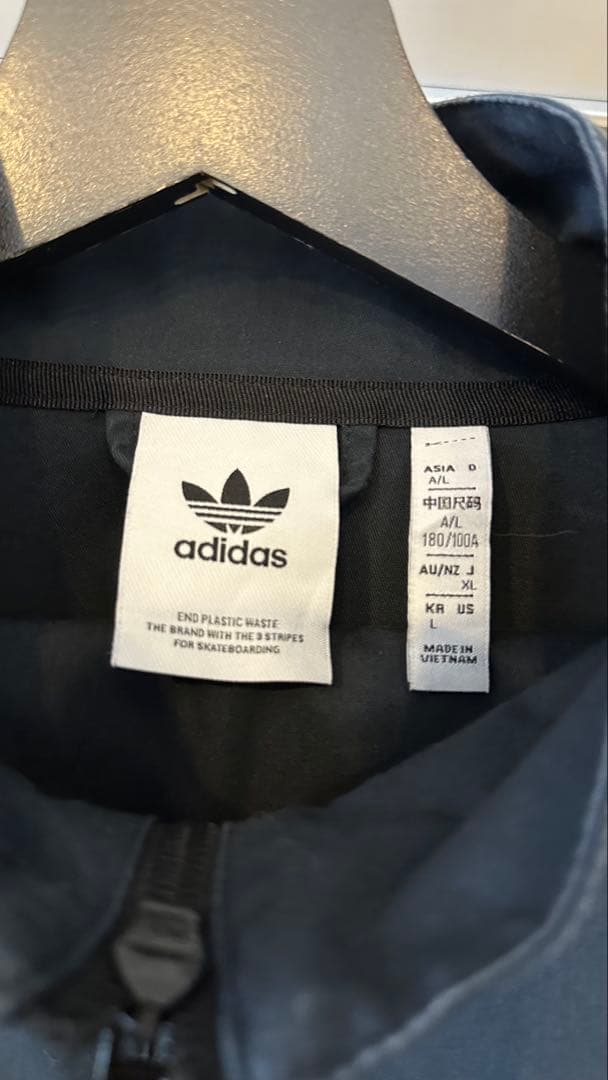 adidas
END PLASTIC WASTE
THE BRAND WITH THE 3 STRIPES
FOR SKATEBOARDING
ASIA D
A/L
中国尺码
A/L
180/100A
AU/NZ J
XL
KR US
L
MADE IN
VIETNAM